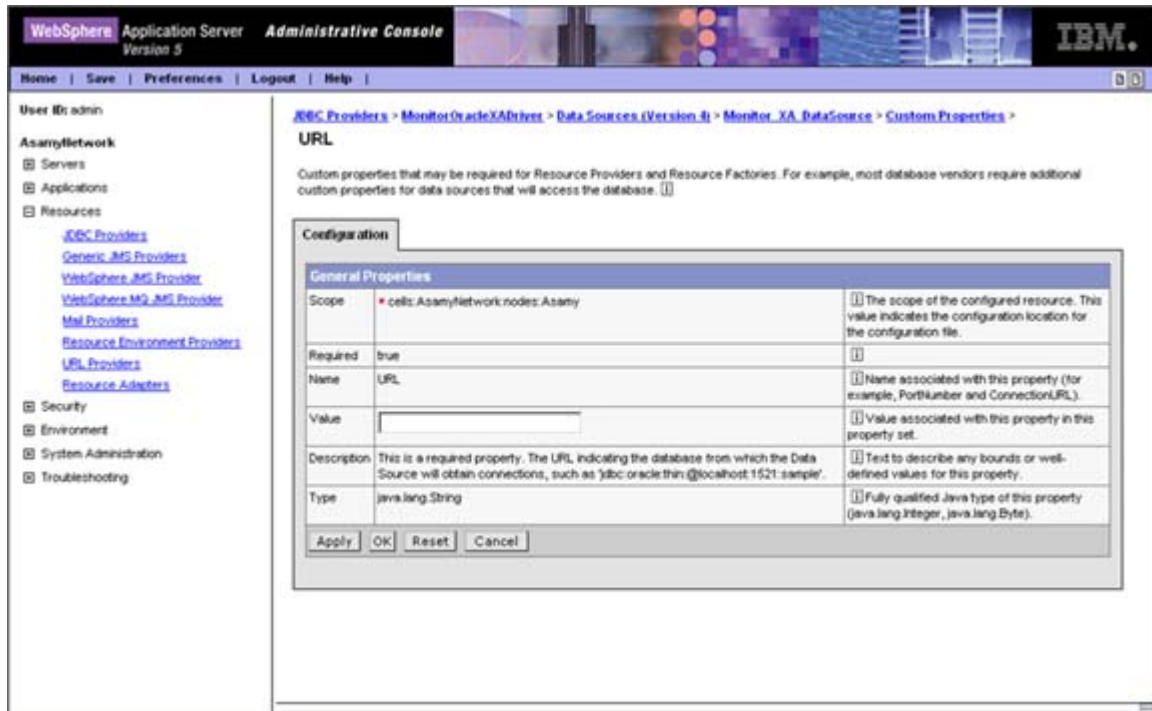 WebSphere Application Server Administrative Console
Version 5
IBM.
Home | Save | Preferences | Logout | Help |
User ID: admin
AsamyNetwork
Servers
Applications
Resources
JDBC Providers
Generic JMS Providers
WebSphere JMS Provider
WebSphere MQ JMS Provider
Mail Providers
Resource Environment Providers
URL Providers
Resource Adapters
Security
Environment
System Administration
Troubleshooting
JDBC Providers > MonitorOracleXADriver > Data Sources (Version 4) > Monitor_XA_DataSource > Custom Properties >
URL
Custom properties that may be required for Resource Providers and Resource Factories. For example, most database vendors require additional
custom properties for data sources that will access the database. i
Configuration
General Properties
Scope
* cells:AsamyNetwork:nodes:Asamy
i The scope of the configured resource. This
value indicates the configuration location for
the configuration file.
Required
true
i
Name
URL
i Name associated with this property (for
example, PortNumber and ConnectionURL).
Value
i Value associated with this property in this
property set.
Description
This is a required property. The URL indicating the database from which the Data
Source will obtain connections, such as 'jdbc:oracle:thin:@localhost:1521:sample'.
i Text to describe any bounds or well-
defined values for this property.
Type
java.lang.String
i Fully qualified Java type of this property
(java.lang.Integer, java.lang.Byte).
Apply OK Reset Cancel